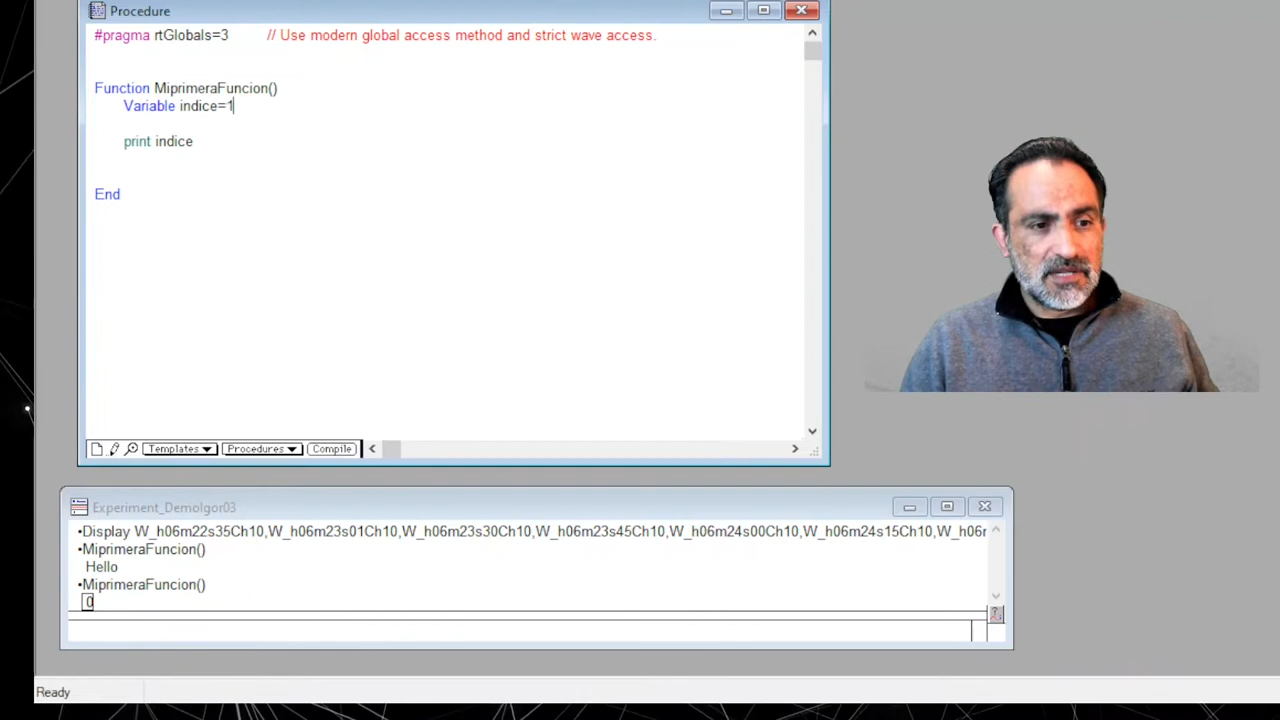 Procedure
#pragma rtGlobals=3 // Use modern global access method and strict wave access.
Function MiprimeraFuncion()
Variable indice=1
print indice
End
Templates Procedures Compile
Experiment_DemoIgor03
•Display W_h06m22s35Ch10,W_h06m23s01Ch10,W_h06m23s30Ch10,W_h06m23s45Ch10,W_h06m24s00Ch10,W_h06m24s15Ch10,W_h06r
•MiprimeraFuncion()
Hello
•MiprimeraFuncion()
0
Ready